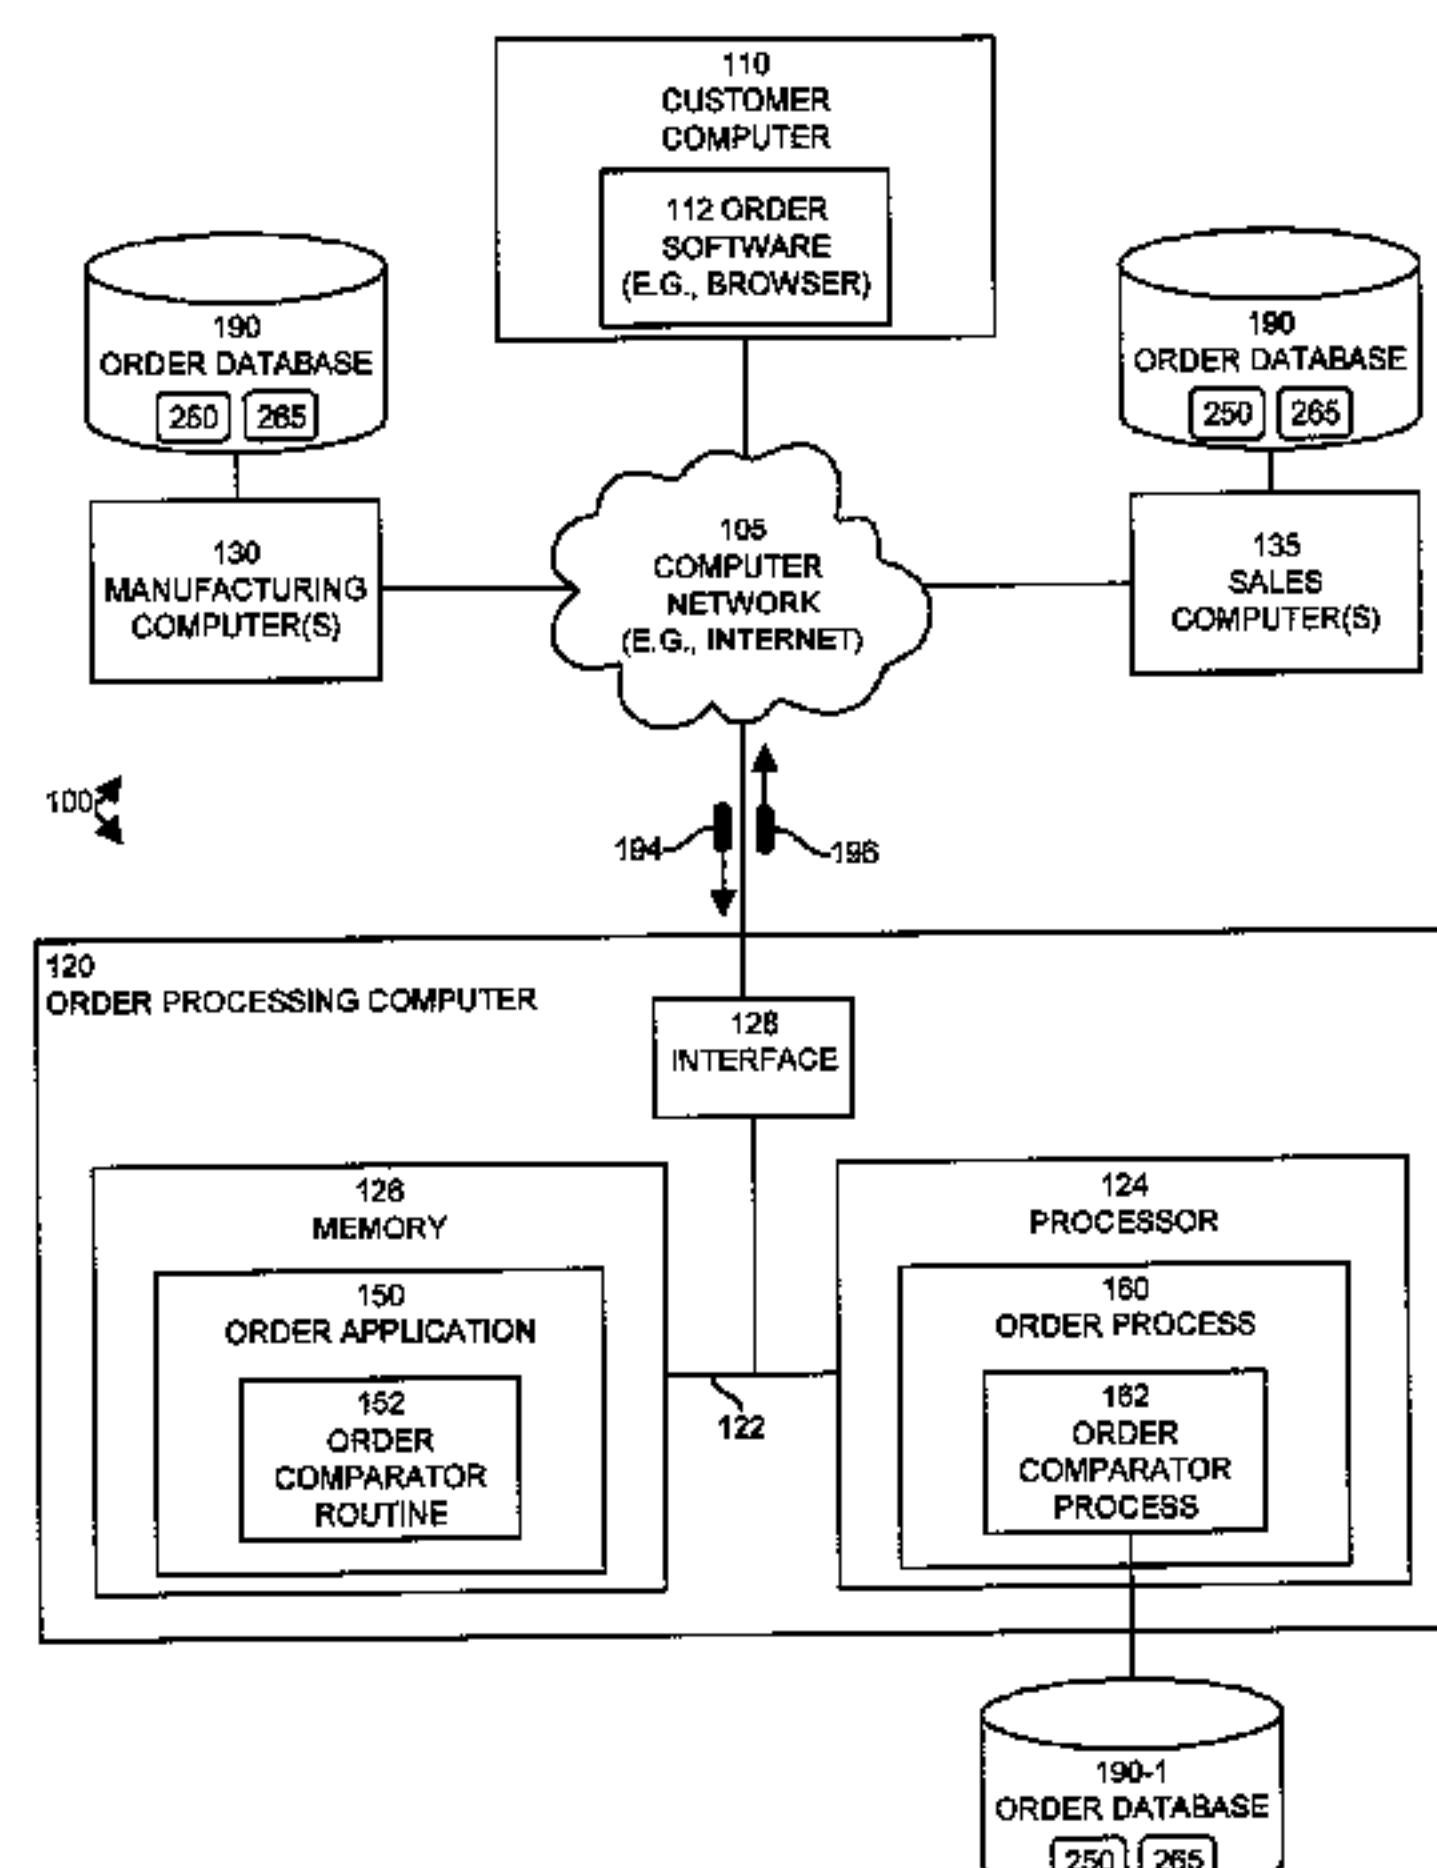 110
CUSTOMER
COMPUTER
112 ORDER
SOFTWARE
(E.G., BROWSER)
190
ORDER DATABASE
260 265
190
ORDER DATABASE
250 265
130
MANUFACTURING
COMPUTER(S)
105
COMPUTER
NETWORK
(E.G., INTERNET)
135
SALES
COMPUTER(S)
100
194
196
120
ORDER PROCESSING COMPUTER
128
INTERFACE
126
MEMORY
150
ORDER APPLICATION
152
ORDER
COMPARATOR
ROUTINE
122
124
PROCESSOR
160
ORDER PROCESS
162
ORDER
COMPARATOR
PROCESS
190-1
ORDER DATABASE
250 265